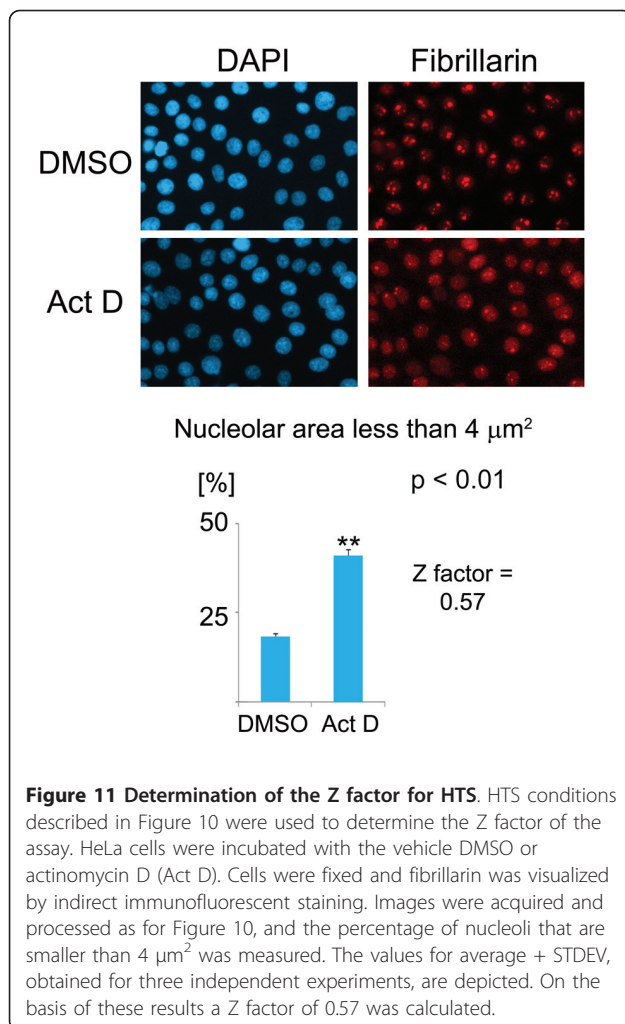 DAPI Fibrillarin
DMSO
Act D
Nucleolar area less than 4 μm²
[%] p < 0.01
50
**
Z factor =
0.57
25
DMSO Act D
Figure 11 Determination of the Z factor for HTS. HTS conditions
described in Figure 10 were used to determine the Z factor of the
assay. HeLa cells were incubated with the vehicle DMSO or
actinomycin D (Act D). Cells were fixed and fibrillarin was visualized
by indirect immunofluorescent staining. Images were acquired and
processed as for Figure 10, and the percentage of nucleoli that are
smaller than 4 μm² was measured. The values for average + STDEV,
obtained for three independent experiments, are depicted. On the
basis of these results a Z factor of 0.57 was calculated.